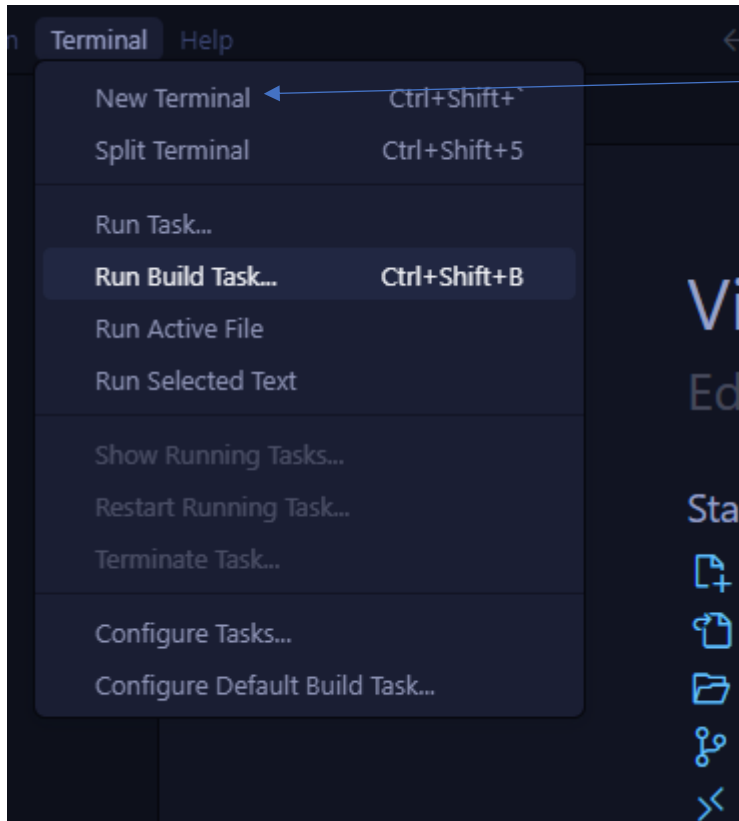 Terminal Help
New Terminal Ctrl+Shift+`
Split Terminal Ctrl+Shift+5
Run Task...
Run Build Task... Ctrl+Shift+B
Run Active File
Run Selected Text
Show Running Tasks...
Restart Running Task...
Terminate Task...
Configure Tasks...
Configure Default Build Task...
Vi
Ed
Sta